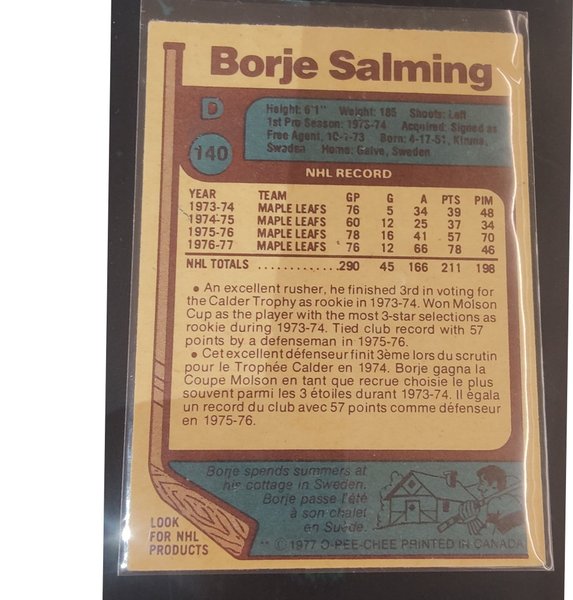 Borje Salming
D
140
Height: 6'1" Weight: 185 Shoots: Left
1st Pro Season: 1973-74 Acquired: Signed as
Free Agent, 10-1-73 Born: 4-17-51, Kiruna,
Sweden Home: Galve, Sweden
NHL RECORD
YEAR TEAM GP G A PTS PIM
1973-74 MAPLE LEAFS 76 5 34 39 48
1974-75 MAPLE LEAFS 60 12 25 37 34
1975-76 MAPLE LEAFS 78 16 41 57 70
1976-77 MAPLE LEAFS 76 12 66 78 46
NHL TOTALS ............290 45 166 211 198
• An excellent rusher, he finished 3rd in voting for
the Calder Trophy as rookie in 1973-74. Won Molson
Cup as the player with the most 3-star selections as
rookie during 1973-74. Tied club record with 57
points by a defenseman in 1975-76.
• Cet excellent défenseur finit 3ème lors du scrutin
pour le Trophée Calder en 1974. Borje gagna la
Coupe Molson en tant que recrue choisie le plus
souvent parmi les 3 étoiles durant 1973-74. Il égala
un record du club avec 57 points comme défenseur
en 1975-76.
Borje spends summers at
his cottage in Sweden.
Borje passe l'été
à son chalet
en Suède.
LOOK
FOR NHL
PRODUCTS
** © 1977 O-PEE-CHEE PRINTED IN CANADA